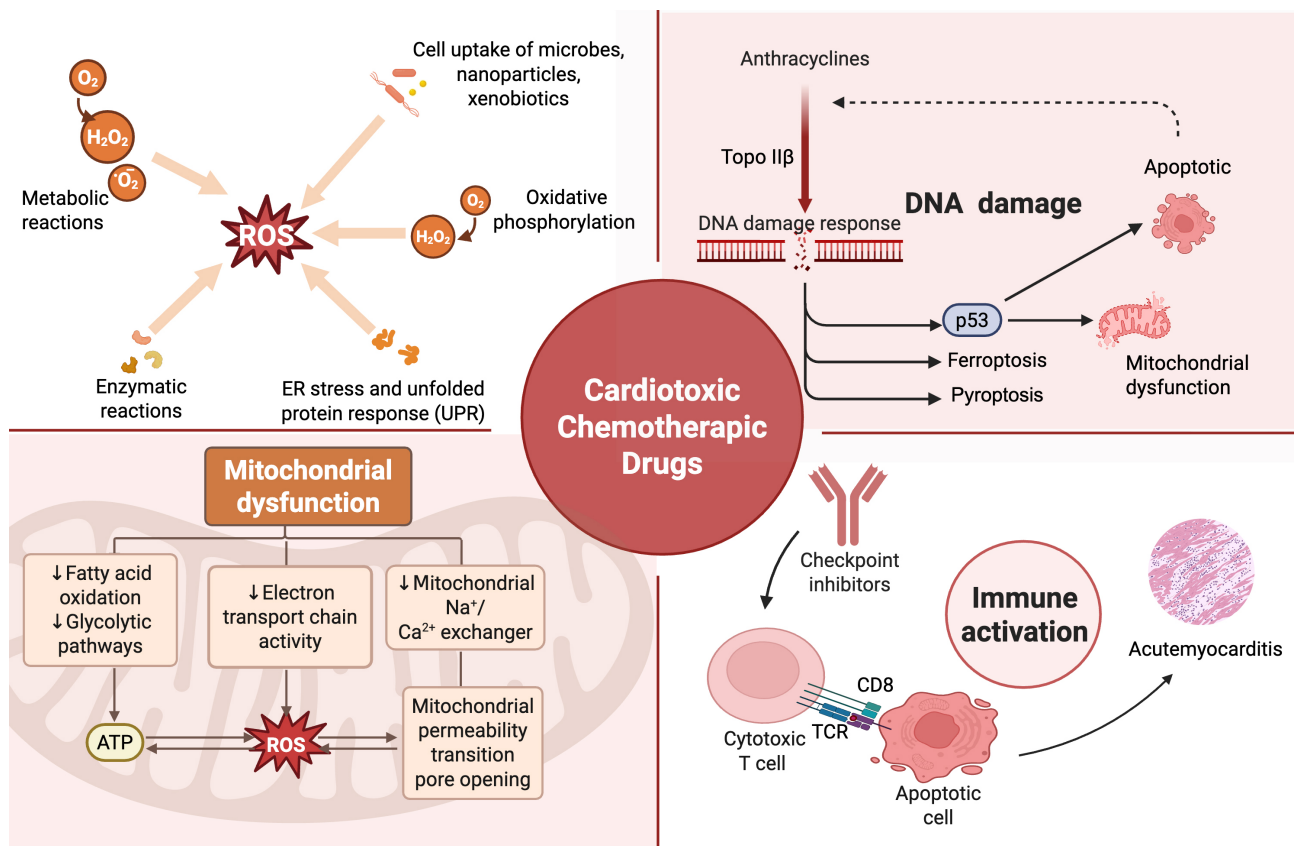 O₂
H₂O₂
·O₂⁻
Metabolic
reactions
Cell uptake of microbes,
nanoparticles,
xenobiotics
ROS
O₂
H₂O₂
Oxidative
phosphorylation
Enzymatic
reactions
ER stress and unfolded
protein response (UPR)
Anthracyclines
Topo IIβ
DNA damage response
DNA damage
Apoptotic
p53
Ferroptosis
Pyroptosis
Mitochondrial
dysfunction
Cardiotoxic
Chemotherapic
Drugs
Mitochondrial
dysfunction
↓Fatty acid
oxidation
↓Glycolytic
pathways
↓Electron
transport chain
activity
↓Mitochondrial
Na⁺/
Ca²⁺ exchanger
ATP
ROS
Mitochondrial
permeability
transition
pore opening
Checkpoint
inhibitors
Immune
activation
Acutemyocarditis
CD8
TCR
Cytotoxic
T cell
Apoptotic
cell